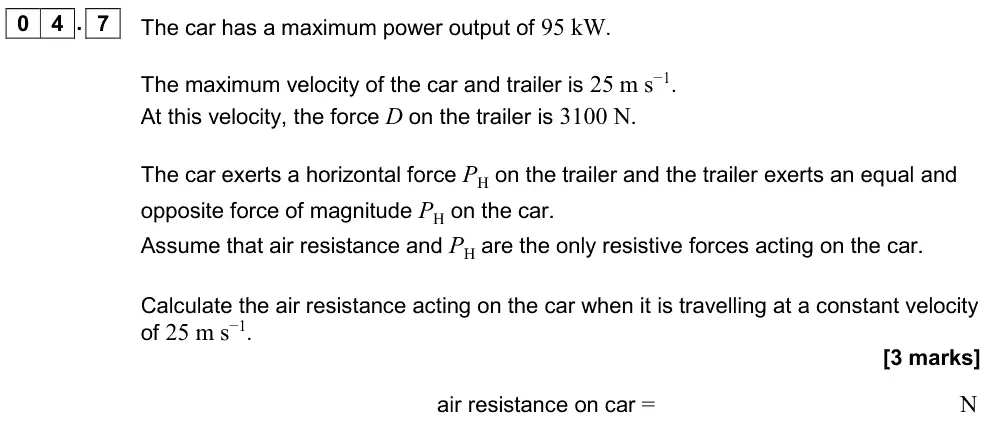 0 4 . 7 The car has a maximum power output of 95 kW.
The maximum velocity of the car and trailer is 25 m s⁻¹.
At this velocity, the force D on the trailer is 3100 N.
The car exerts a horizontal force P_H on the trailer and the trailer exerts an equal and
opposite force of magnitude P_H on the car.
Assume that air resistance and P_H are the only resistive forces acting on the car.
Calculate the air resistance acting on the car when it is travelling at a constant velocity
of 25 m s⁻¹.
[3 marks]
air resistance on car = N